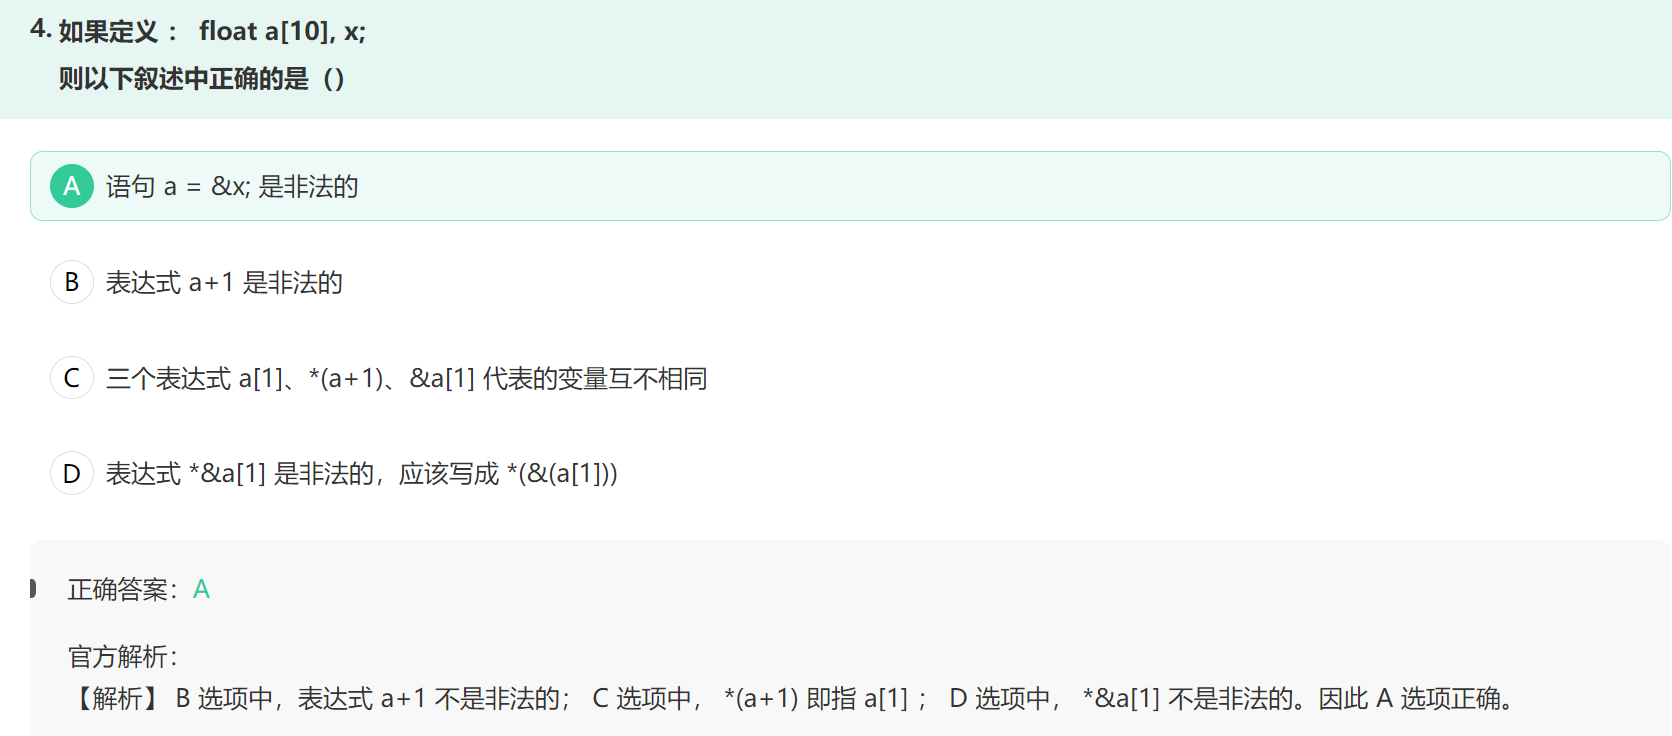 4. 如果定义： float a[10], x;
则以下叙述中正确的是（）
A 语句 a = &x; 是非法的
B 表达式 a+1 是非法的
C 三个表达式 a[1]、*(a+1)、&a[1] 代表的变量互不相同
D 表达式 *&a[1] 是非法的，应该写成 *(&(a[1]))
正确答案：A
官方解析：
【解析】 B 选项中，表达式 a+1 不是非法的； C 选项中， *(a+1) 即指 a[1] ； D 选项中， *&a[1] 不是非法的。因此 A 选项正确。